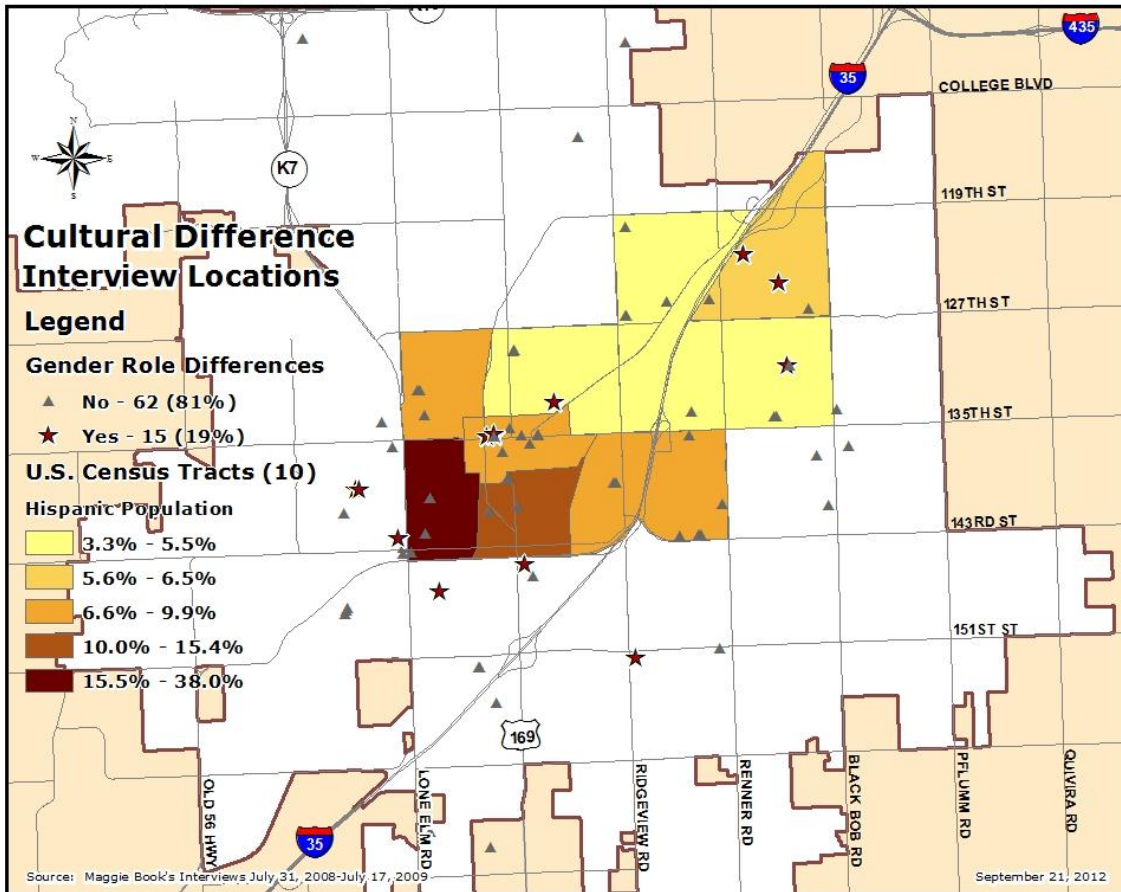 435
35
COLLEGE BLVD
N
W E
S
K7
119TH ST
Cultural Difference
Interview Locations
Legend
127TH ST
Gender Role Differences
No - 62 (81%)
Yes - 15 (19%)
135TH ST
U.S. Census Tracts (10)
Hispanic Population
3.3% - 5.5%
143RD ST
5.6% - 6.5%
6.6% - 9.9%
10.0% - 15.4%
151ST ST
15.5% - 38.0%
169
OLD 56 HWY
LONE ELM RD
RIDGEVIEW RD
RENNER RD
BLACK BOB RD
PFLUMM RD
QUIVIRA RD
35
Source: Maggie Book's Interviews July 31, 2008-July 17, 2009
September 21, 2012